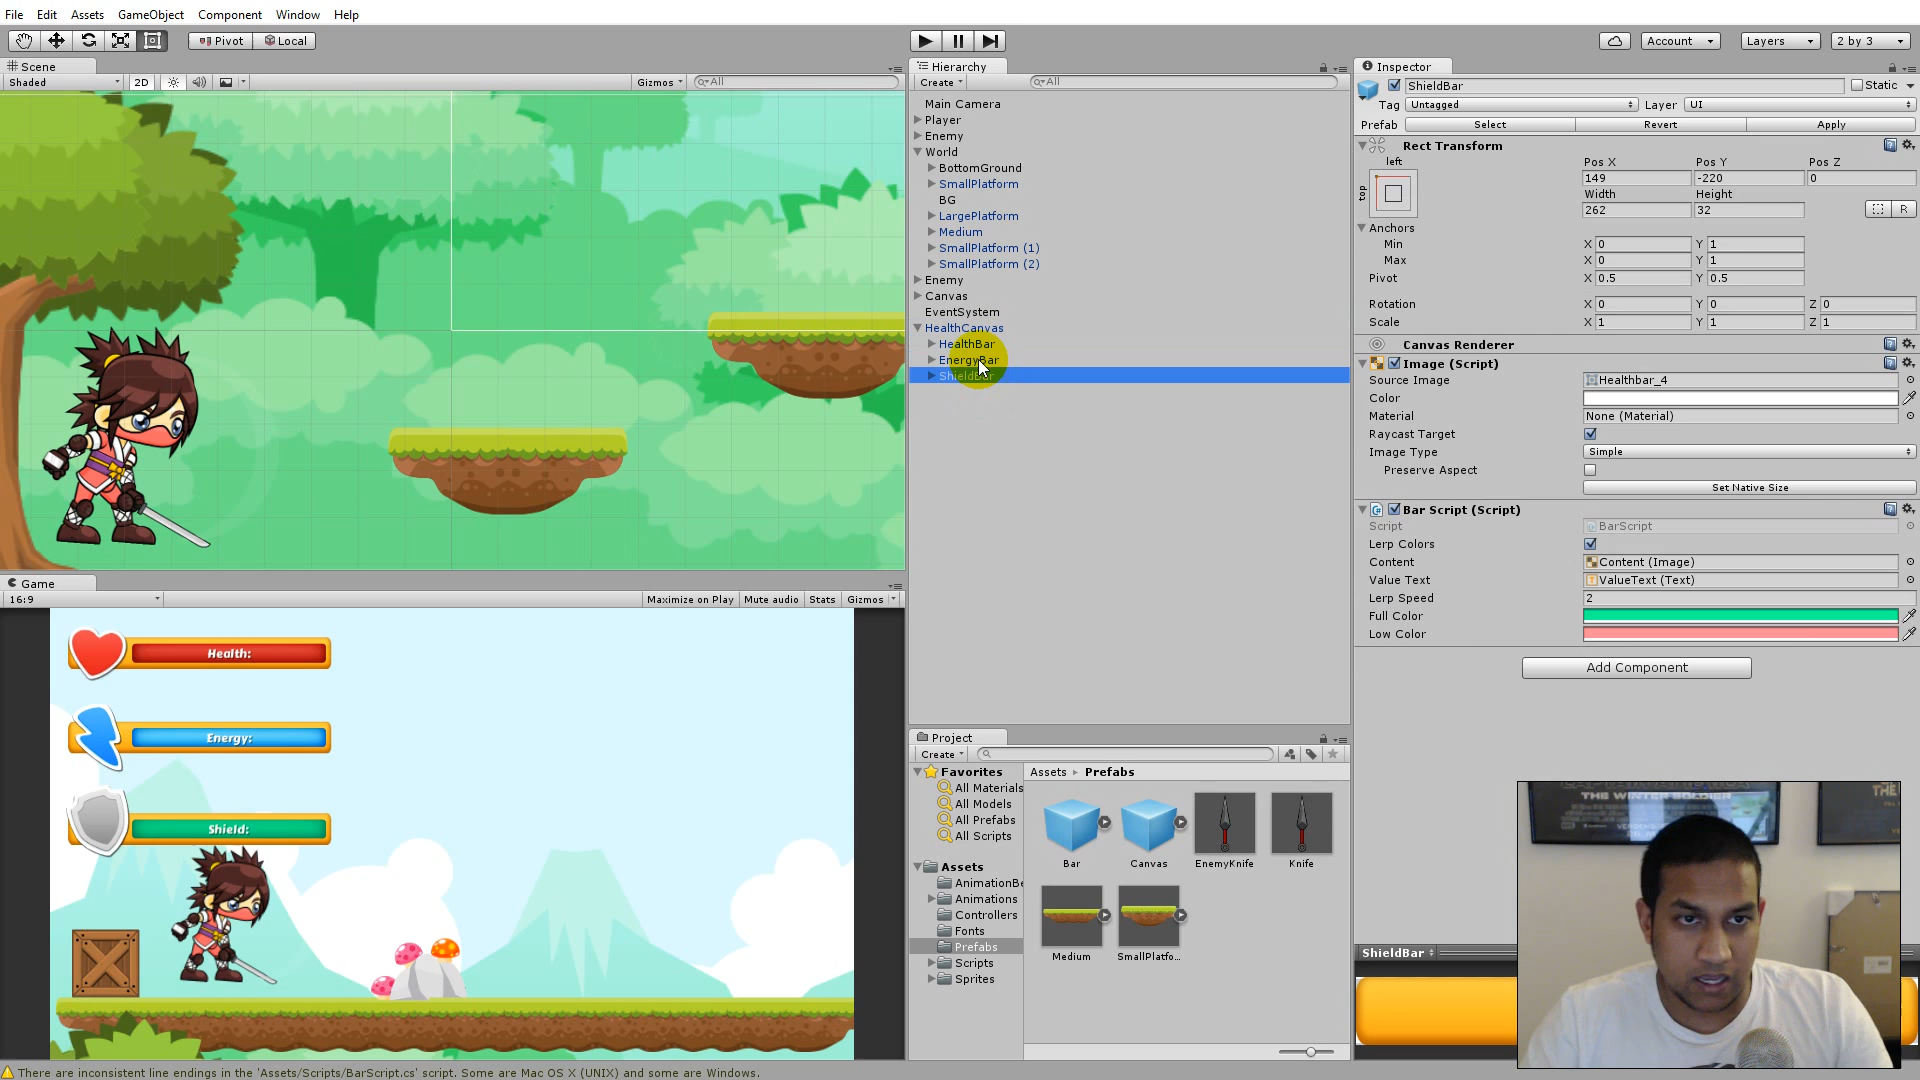 File Edit Assets GameObject Component Window Help
Pivot Local
Account Layers 2 by 3
Scene
Shaded 2D Gizmos All
Hierarchy
Create All
Main Camera
Player
Enemy
World
BottomGround
SmallPlatform
BG
LargePlatform
Medium
SmallPlatform (1)
SmallPlatform (2)
Enemy
Canvas
EventSystem
HealthCanvas
HealthBar
EnergyBar
ShieldBar
Inspector
ShieldBar Static
Tag Untagged Layer UI
Prefab Select Revert Apply
Rect Transform
left
top
Pos X Pos Y Pos Z
149 -220 0
Width Height
262 32
R
Anchors
Min X 0 Y 1
Max X 0 Y 1
Pivot X 0.5 Y 0.5
Rotation X 0 Y 0 Z 0
Scale X 1 Y 1 Z 1
Canvas Renderer
Image (Script)
Source Image Healthbar_4
Color
Material None (Material)
Raycast Target
Image Type Simple
Preserve Aspect
Set Native Size
Bar Script (Script)
Script BarScript
Lerp Colors
Content Content (Image)
Value Text ValueText (Text)
Lerp Speed 2
Full Color
Low Color
Add Component
ShieldBar
Game
16:9 Maximize on Play Mute audio Stats Gizmos
Health:
Energy:
Shield:
Project
Create
Favorites
All Materials
All Models
All Prefabs
All Scripts
Assets
AnimationBe
Animations
Controllers
Fonts
Prefabs
Scripts
Sprites
Assets Prefabs
Bar Canvas EnemyKnife Knife
Medium SmallPlatfo...
THE WINTER SOLDIER
There are inconsistent line endings in the 'Assets/Scripts/BarScript.cs' script. Some are Mac OS X (UNIX) and some are Windows.